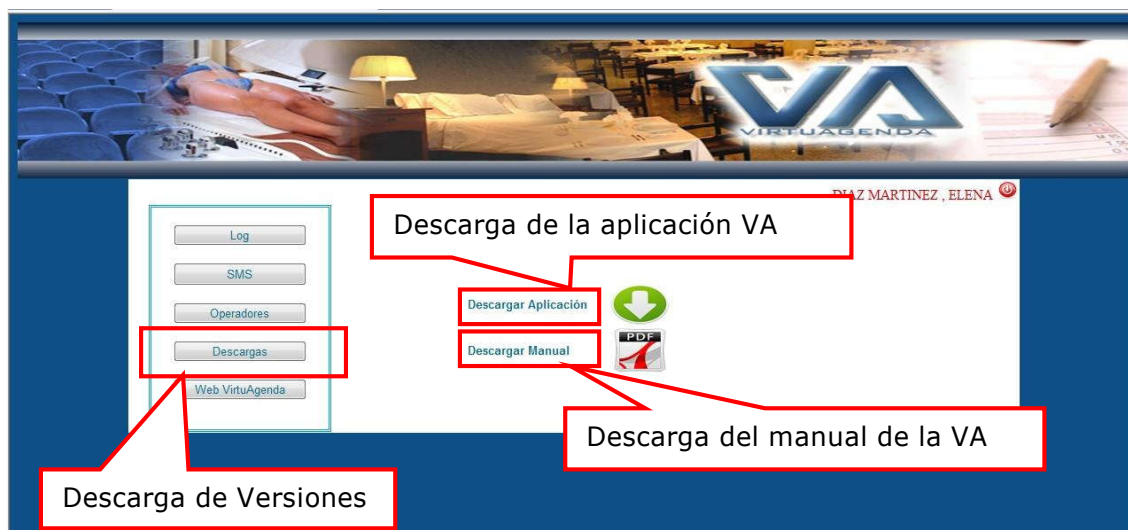 VA
VIRTUAGENDA
DIAZ MARTINEZ , ELENA
Descarga de la aplicación VA
Log
SMS
Operadores
Descargas
Web VirtuAgenda
Descargar Aplicación
Descargar Manual
PDF
Descarga del manual de la VA
Descarga de Versiones